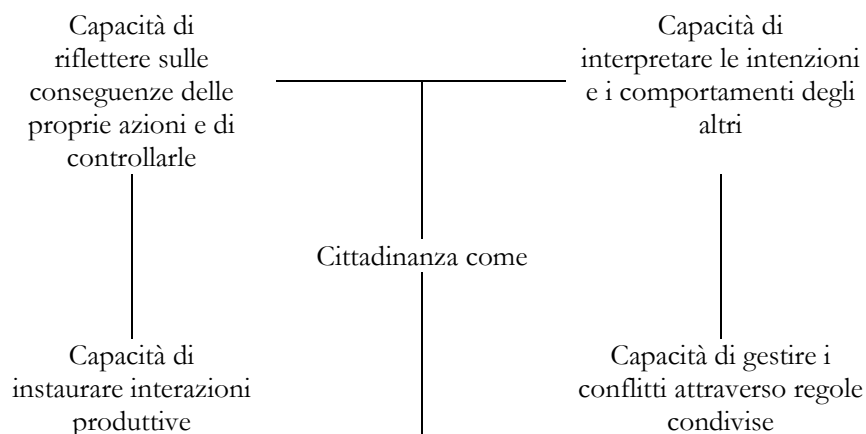 Capacità di
riflettere sulle
conseguenze delle
proprie azioni e di
controllarle
Capacità di
interpretare le intenzioni
e i comportamenti degli
altri
Cittadinanza come
Capacità di
instaurare interazioni
produttive
Capacità di gestire i
conflitti attraverso regole
condivise